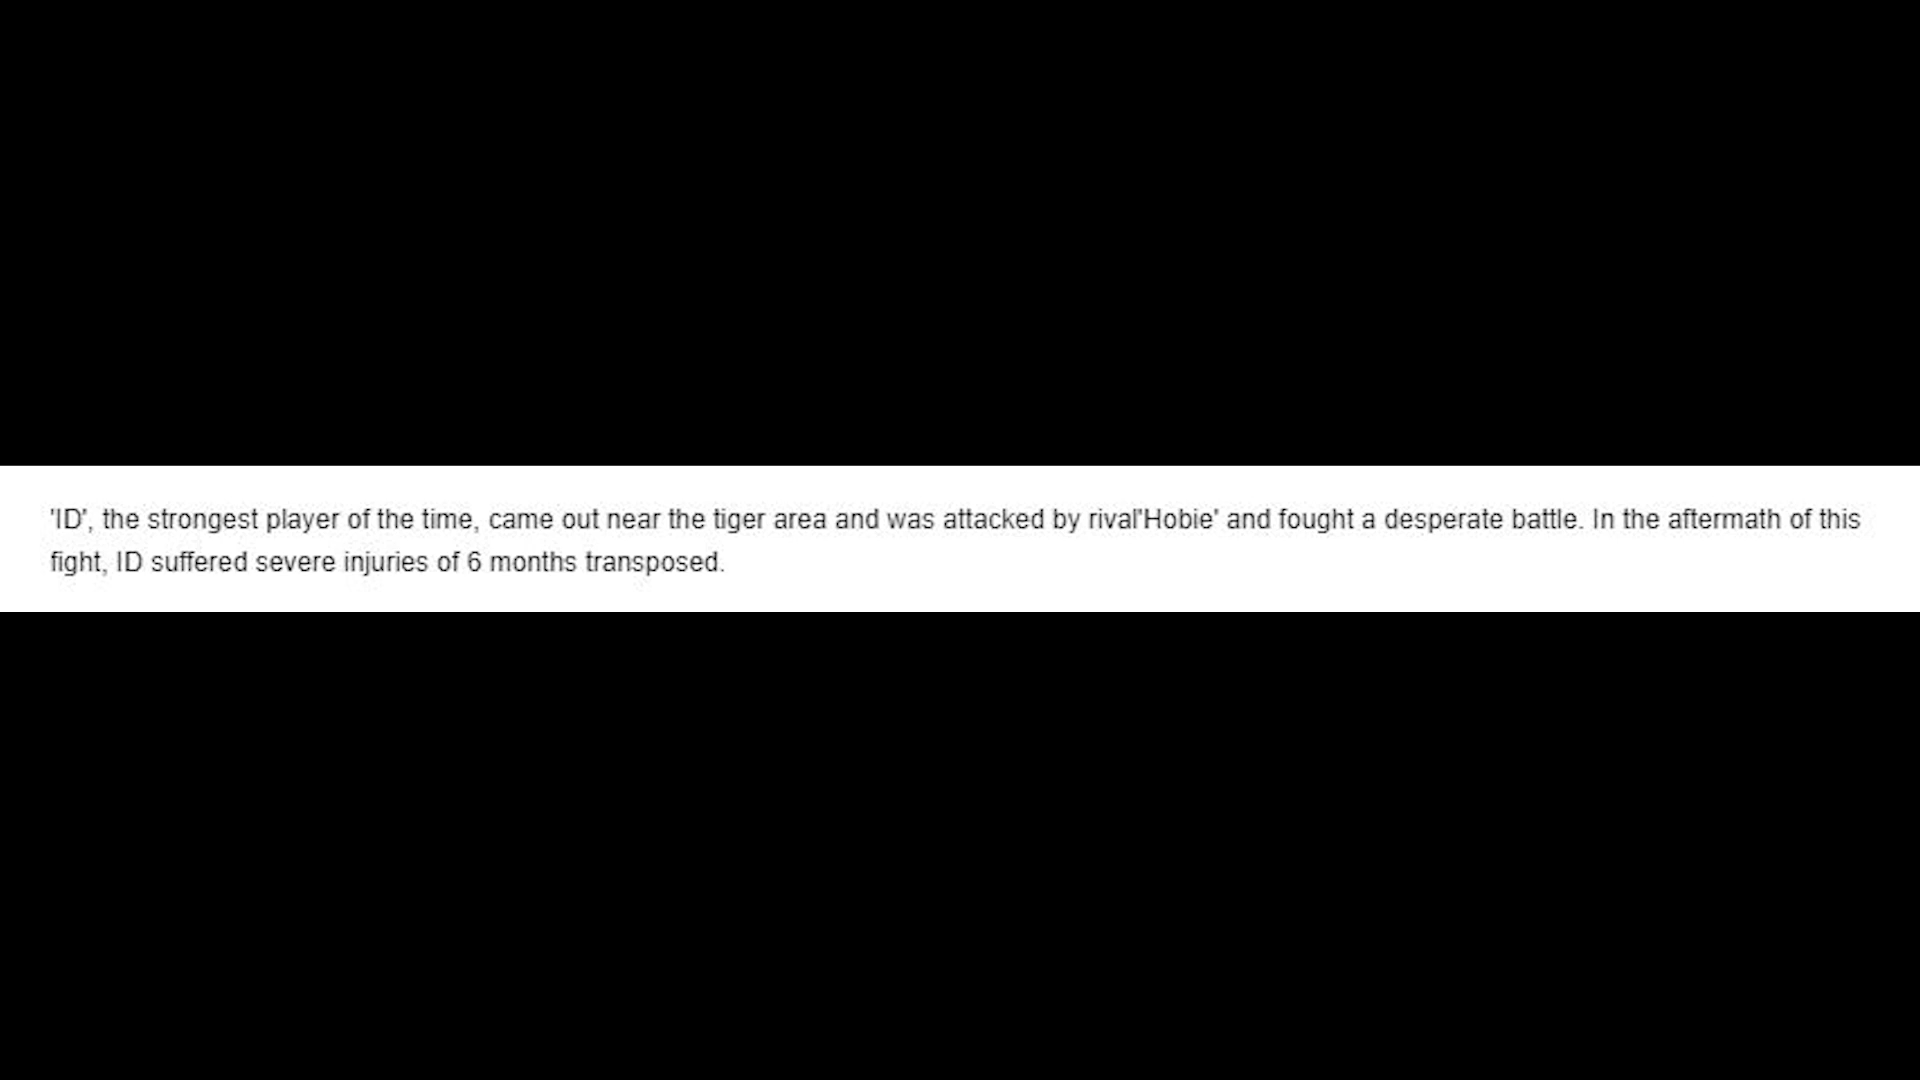 'ID', the strongest player of the time, came out near the tiger area and was attacked by rival'Hobie' and fought a desperate battle. In the aftermath of this
fight, ID suffered severe injuries of 6 months transposed.